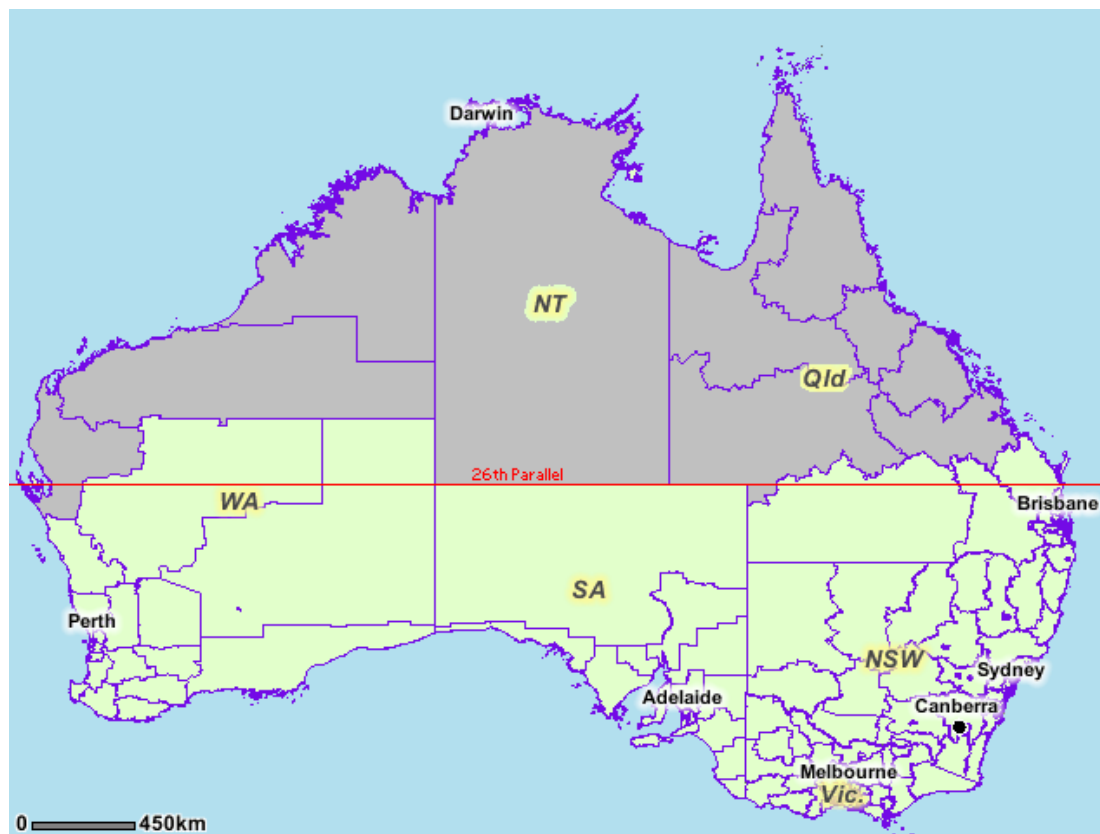 Darwin
NT
Qld
26th Parallel
WA
Brisbane
SA
Perth
NSW
Sydney
Adelaide
Canberra
Melbourne
Vic.
0 450km